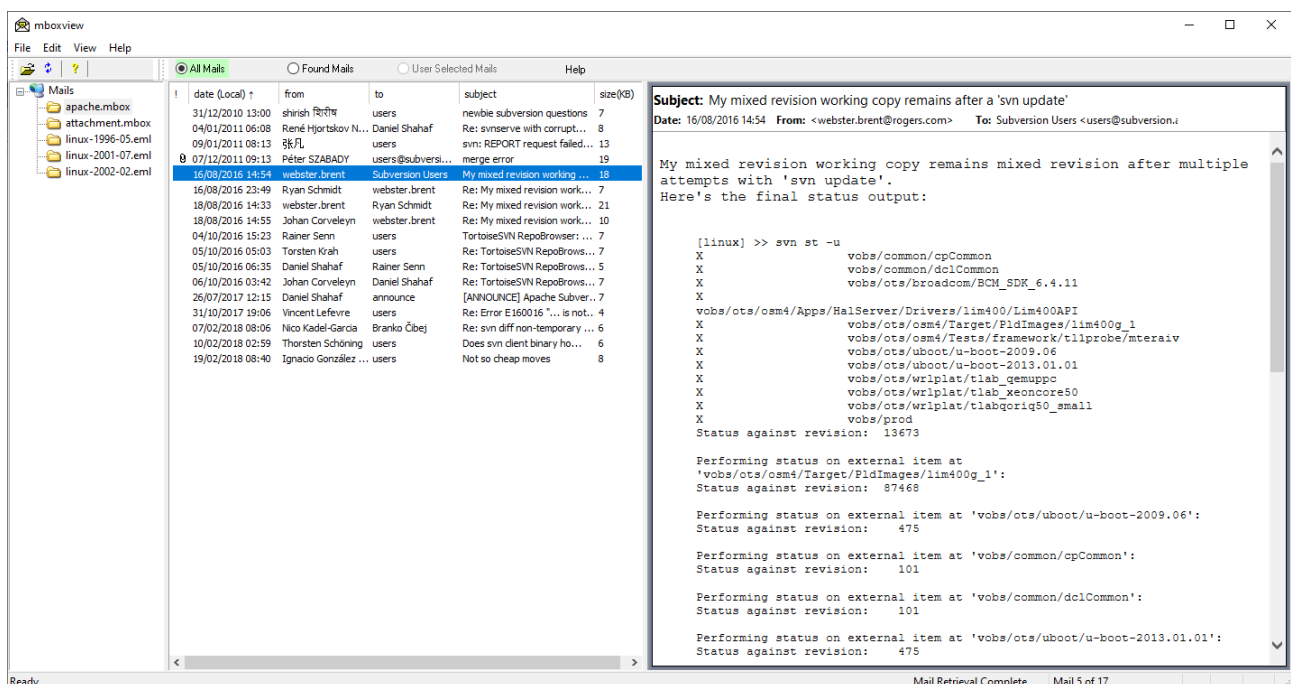 mboxview
File Edit View Help
All Mails Found Mails User Selected Mails Help
Mails
apache.mbox
attachment.mbox
linux-1996-05.eml
linux-2001-07.eml
linux-2002-02.eml
! date (Local) ↑ from to subject size(KB)
31/12/2010 13:00 shirish शिरीष users newbie subversion questions 7
04/01/2011 06:08 René Hjortskov N... Daniel Shahaf Re: svnserve with corrupt... 8
09/01/2011 08:13 张凡 users svn: REPORT request failed... 13
07/12/2011 09:13 Péter SZABADY users@subversi... merge error 19
16/08/2016 14:54 webster.brent Subversion Users My mixed revision working ... 18
16/08/2016 23:49 Ryan Schmidt webster.brent Re: My mixed revision work... 7
18/08/2016 14:33 webster.brent Ryan Schmidt Re: My mixed revision work... 21
18/08/2016 14:55 Johan Corveleyn webster.brent Re: My mixed revision work... 10
04/10/2016 15:23 Rainer Senn users TortoiseSVN RepoBrowser: ... 7
05/10/2016 05:03 Torsten Krah users Re: TortoiseSVN RepoBrows... 7
05/10/2016 06:35 Daniel Shahaf Rainer Senn Re: TortoiseSVN RepoBrows... 5
06/10/2016 03:42 Johan Corveleyn Daniel Shahaf Re: TortoiseSVN RepoBrows... 7
26/07/2017 12:15 Daniel Shahaf announce [ANNOUNCE] Apache Subver... 7
31/10/2017 19:06 Vincent Lefevre users Re: Error E160016 "... is not... 4
07/02/2018 08:06 Nico Kadel-Garcia Branko Čibej Re: svn diff non-temporary ... 6
10/02/2018 02:59 Thorsten Schöning users Does svn client binary ho... 6
19/02/2018 08:40 Ignacio González ... users Not so cheap moves 8
Subject: My mixed revision working copy remains after a 'svn update'
Date: 16/08/2016 14:54 From: <webster.brent@rogers.com> To: Subversion Users <users@subversion.a
My mixed revision working copy remains mixed revision after multiple
attempts with 'svn update'.
Here's the final status output:
[linux] >> svn st -u
X vobs/common/cpCommon
X vobs/common/dclCommon
X vobs/ots/broadcom/BCM_SDK_6.4.11
X
vobs/ots/osm4/Apps/HalServer/Drivers/lim400/Lim400API
X vobs/ots/osm4/Target/PldImages/lim400g_1
X vobs/ots/osm4/Tests/framework/tl1probe/mteraiv
X vobs/ots/uboot/u-boot-2009.06
X vobs/ots/uboot/u-boot-2013.01.01
X vobs/ots/wrlplat/tlab_qemuppc
X vobs/ots/wrlplat/tlab_xeoncore50
X vobs/ots/wrlplat/tlabqoriq50_small
X vobs/prod
Status against revision: 13673
Performing status on external item at
'vobs/ots/osm4/Target/PldImages/lim400g_1':
Status against revision: 87468
Performing status on external item at 'vobs/ots/uboot/u-boot-2009.06':
Status against revision: 475
Performing status on external item at 'vobs/common/cpCommon':
Status against revision: 101
Performing status on external item at 'vobs/common/dclCommon':
Status against revision: 101
Performing status on external item at 'vobs/ots/uboot/u-boot-2013.01.01':
Status against revision: 475
Ready Mail Retrieval Complete Mail 5 of 17